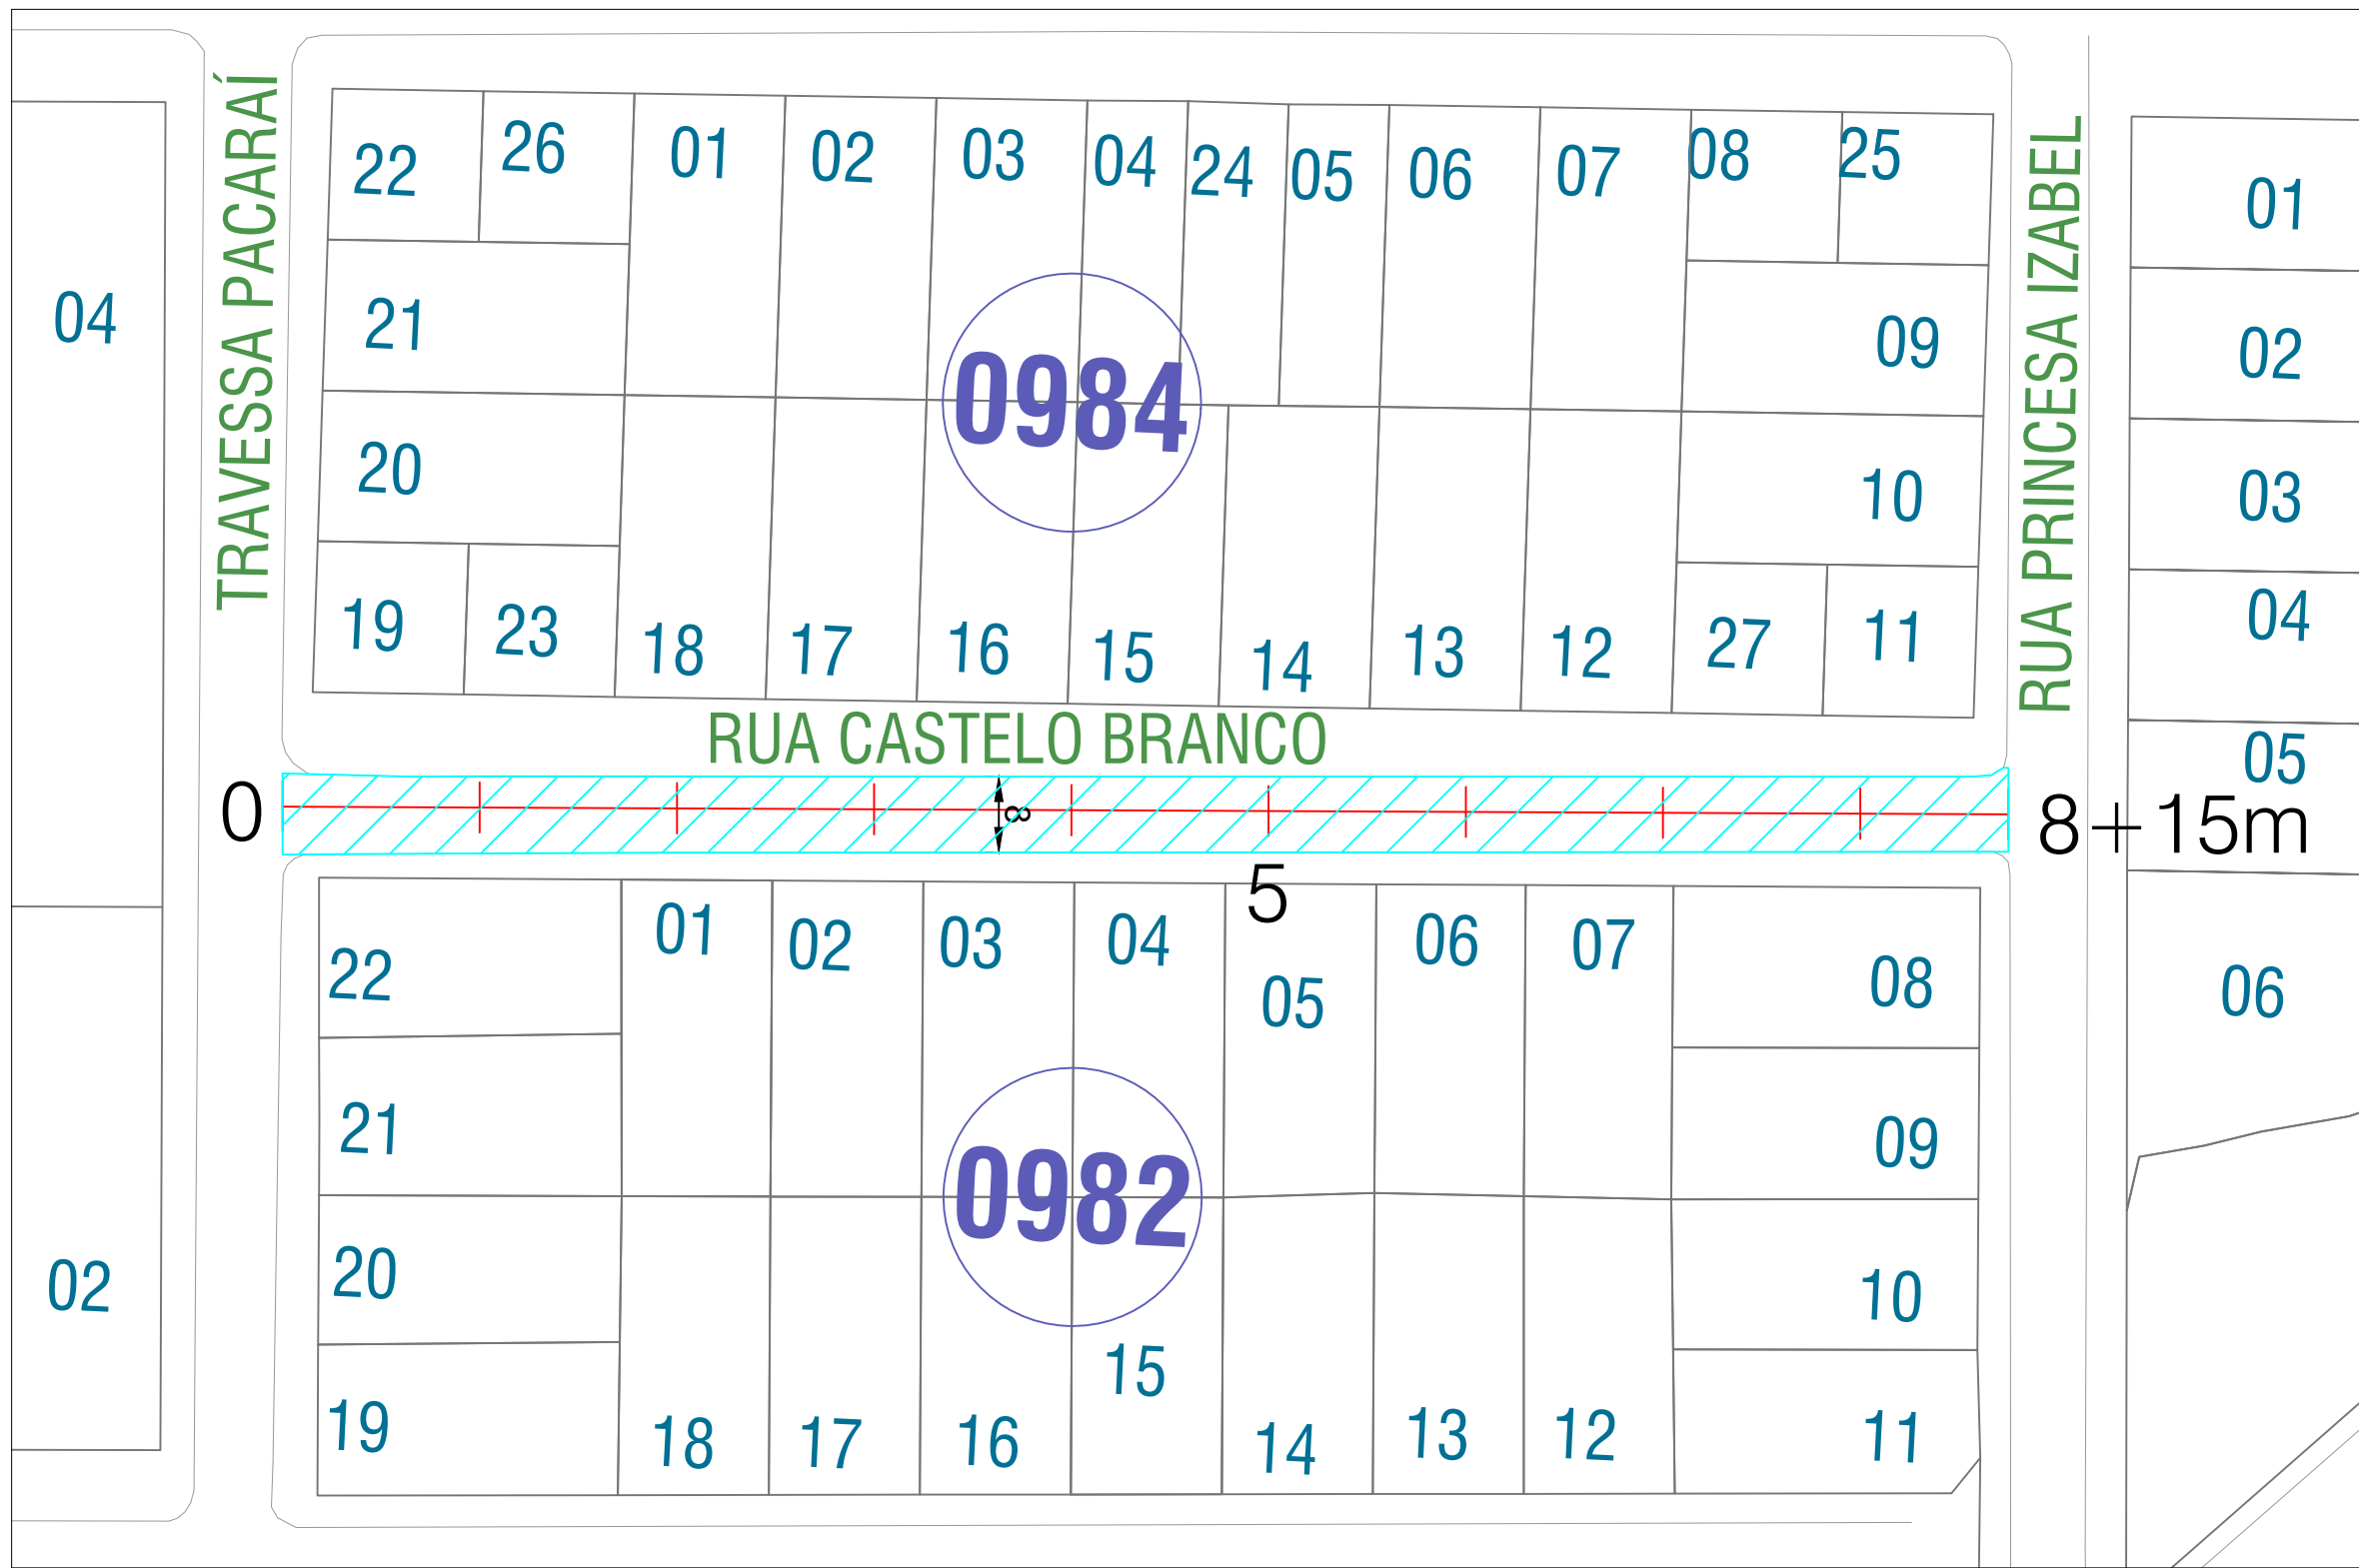 TRAVESSA PACARAÍ
RUA PRINCESA IZABEL
22 26 01 02 03 04 24 05 06 07 08 25
01
04
21
09
02
0984
20
10
03
19 23 18 17 16 15 14 13 12 27 11
04
RUA CASTELO BRANCO
05
0
8
8+15m
5
22 01 02 03 04 05 06 07 08
06
21
09
0982
02
20
10
15
19 18 17 16 14 13 12 11